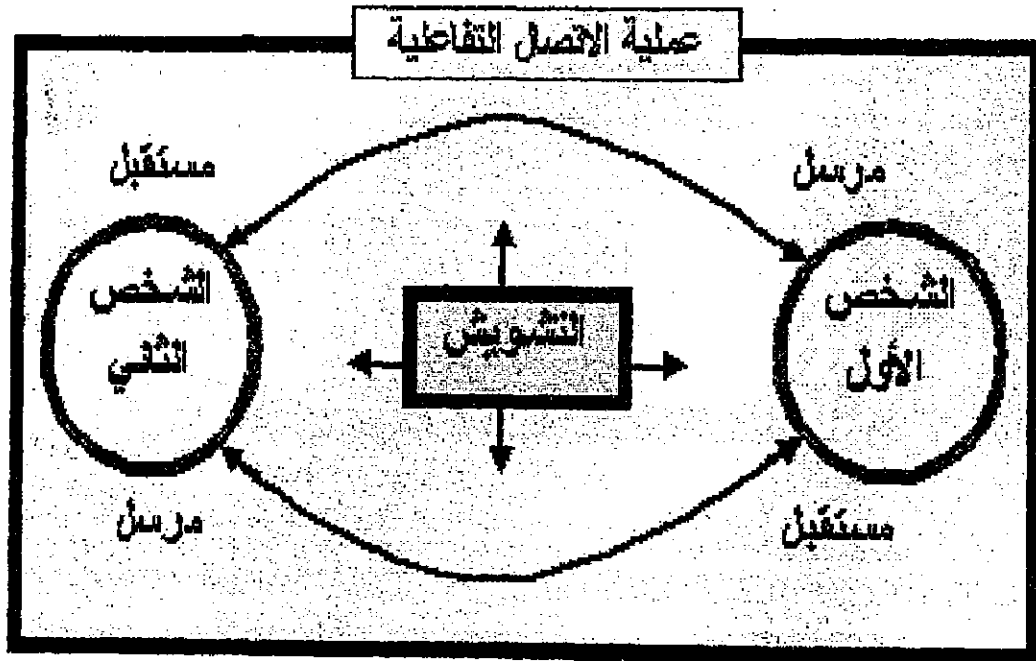 عملية الاتصال التفاعلية
مرسل
مستقبل
الشخص
الأول
التشويش
الشخص
الثاني
مستقبل
مرسل